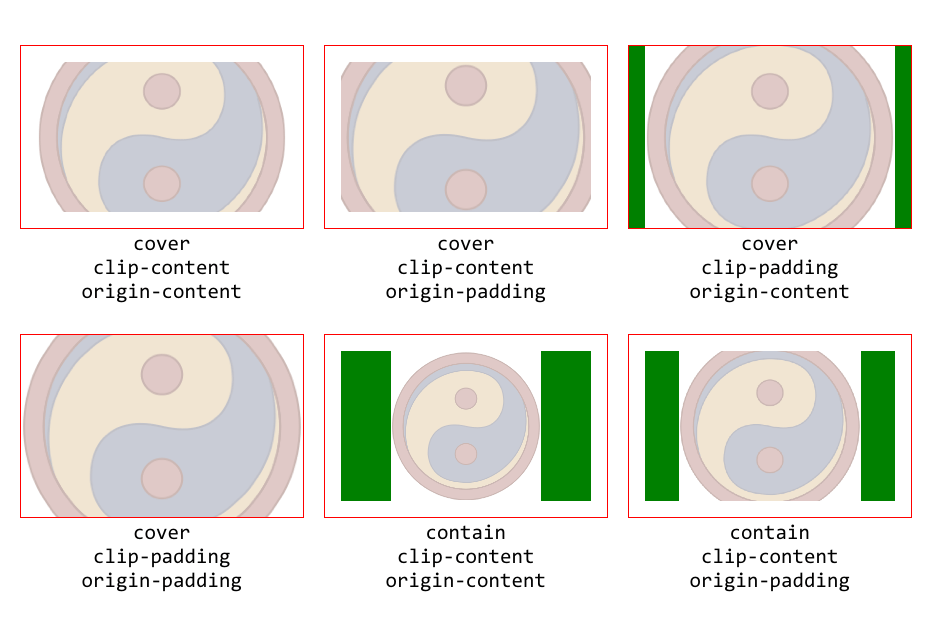 cover
clip-content
origin-content
cover
clip-content
origin-padding
cover
clip-padding
origin-content
cover
clip-padding
origin-padding
contain
clip-content
origin-content
contain
clip-content
origin-padding